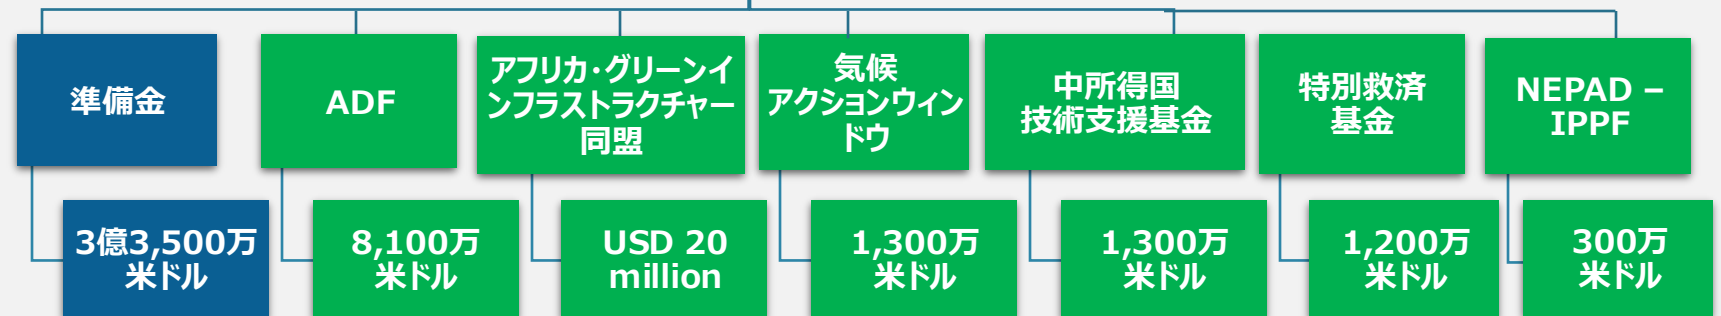 準備金
ADF
アフリカ・グリーンイ
ンフラストラクチャー
同盟
気候
アクションウィン
ドウ
中所得国
技術支援基金
特別救済
基金
NEPAD –
IPPF
3億3,500万
米ドル
8,100万
米ドル
USD 20
million
1,300万
米ドル
1,300万
米ドル
1,200万
米ドル
300万
米ドル